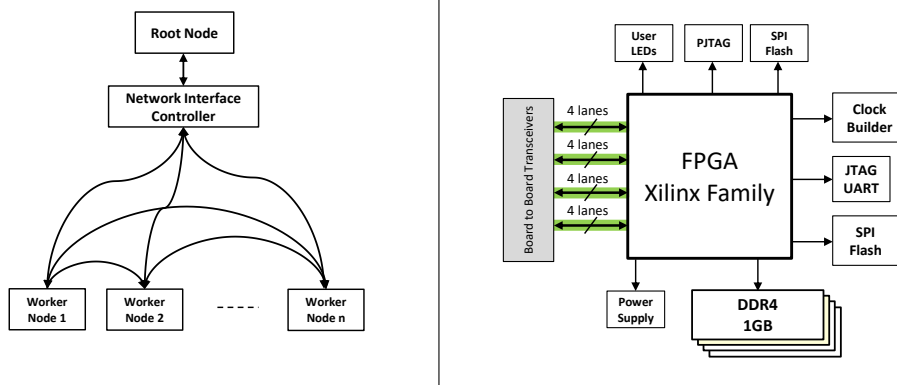 Root Node
Network Interface
Controller
Worker
Node 1
Worker
Node 2
Worker
Node n
User
LEDs
PJTAG
SPI
Flash
Board to Board Transceivers
4 lanes
4 lanes
4 lanes
4 lanes
FPGA
Xilinx Family
Clock
Builder
JTAG
UART
SPI
Flash
Power
Supply
DDR4
1GB